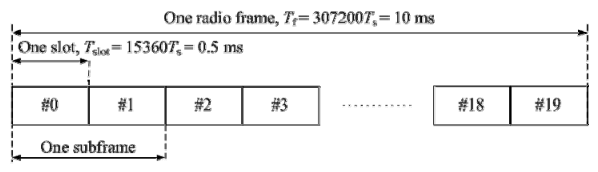 One radio frame, T_f = 307200T_s = 10 ms
One slot, T_slot = 15360T_s = 0.5 ms
#0 #1 #2 #3 ............ #18 #19
One subframe